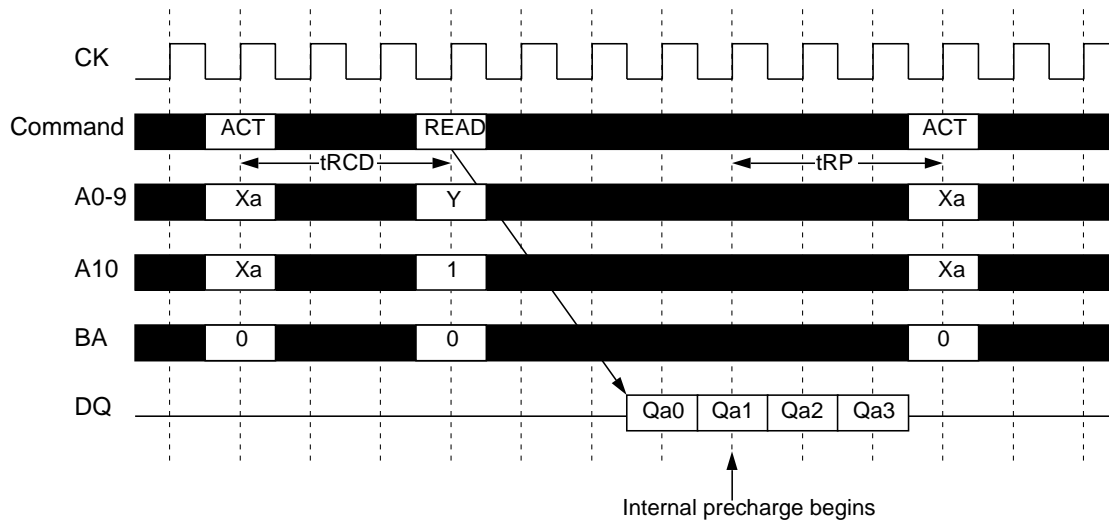 CK
Command ACT READ ACT
tRCD tRP
A0-9 Xa Y Xa
A10 Xa 1 Xa
BA 0 0 0
DQ Qa0 Qa1 Qa2 Qa3
Internal precharge begins